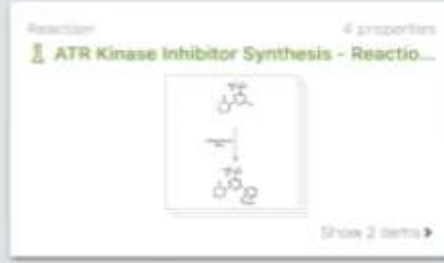 Reaction
4 properties
ATR Kinase Inhibitor Synthesis - Reactio...
Show 2 items